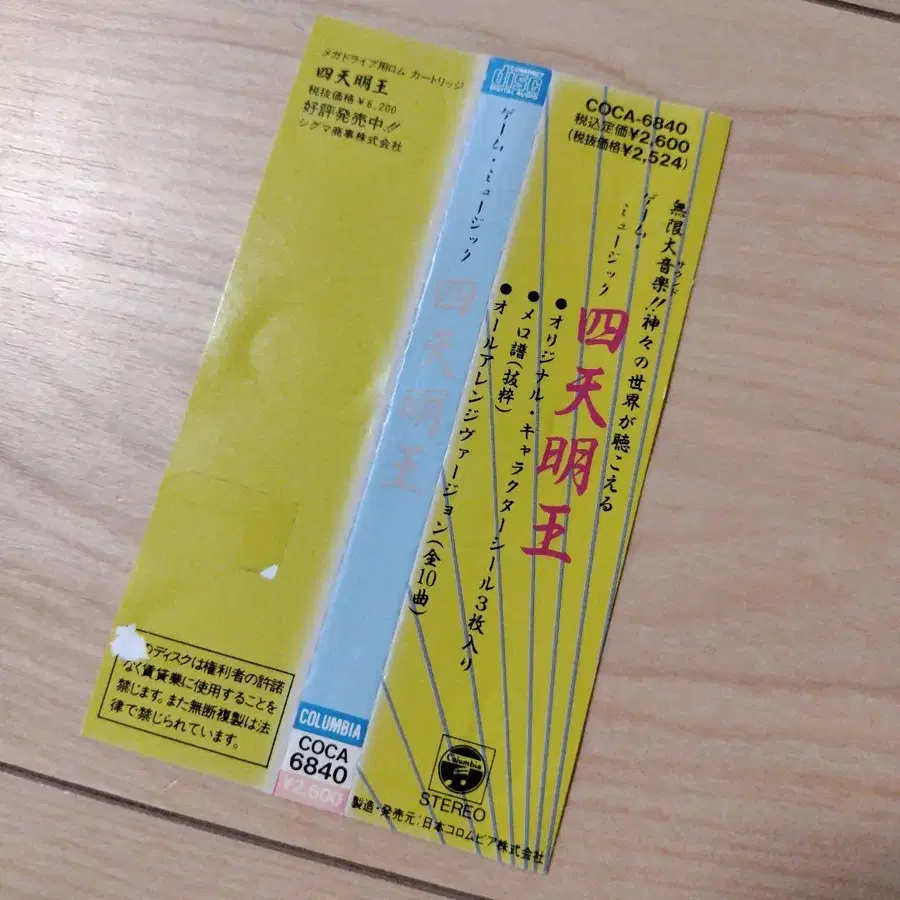 メガドライブ用ロム カートリッジ
四天明王
税抜価格￥6,200
好評発売中!!
シグマ商事株式会社
のディスクは権利者の許諾
なく賃貸業に使用することを
禁じます。また無断複製は法
律で禁じられています。
COMPACT
disc
DIGITAL AUDIO
ゲーム・ミュージック
四天明王
COLUMBIA
COCA
6840
¥2,600
COCA-6840
税込定価¥2,600
(税抜価格¥2,524)
無限大音楽!!神々の世界が聴こえる
サウンド
ゲーム・
ミュージック
四天明王
●オリジナル・キャラクターシール3枚入り
●メロ譜(抜粋)
●オールアレンジヴァージョン(全10曲)
Columbia
STEREO
製造・発売元:日本コロムビア株式会社